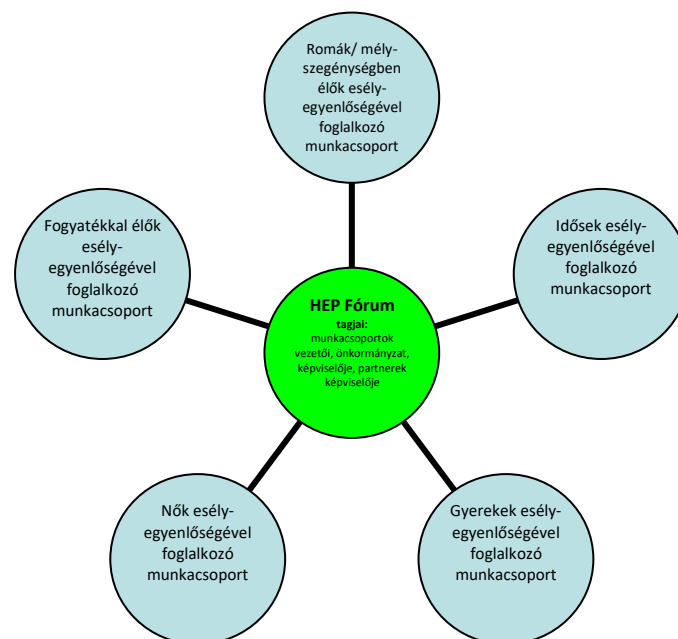 Romák/ mély-
szegénységben
élők esély-
egyenlőségével
foglalkozó
munkacsoport
Fogyatékkal élők
esély-
egyenlőségével
foglalkozó
munkacsoport
Idősek esély-
egyenlőségével
foglalkozó
munkacsoport
HEP Fórum
tagjai:
munkacsoportok
vezetői, önkormányzat,
képviselője, partnerek
képviselője
Nők esély-
egyenlőségével
foglalkozó
munkacsoport
Gyerekek esély-
egyenlőségével
foglalkozó
munkacsoport